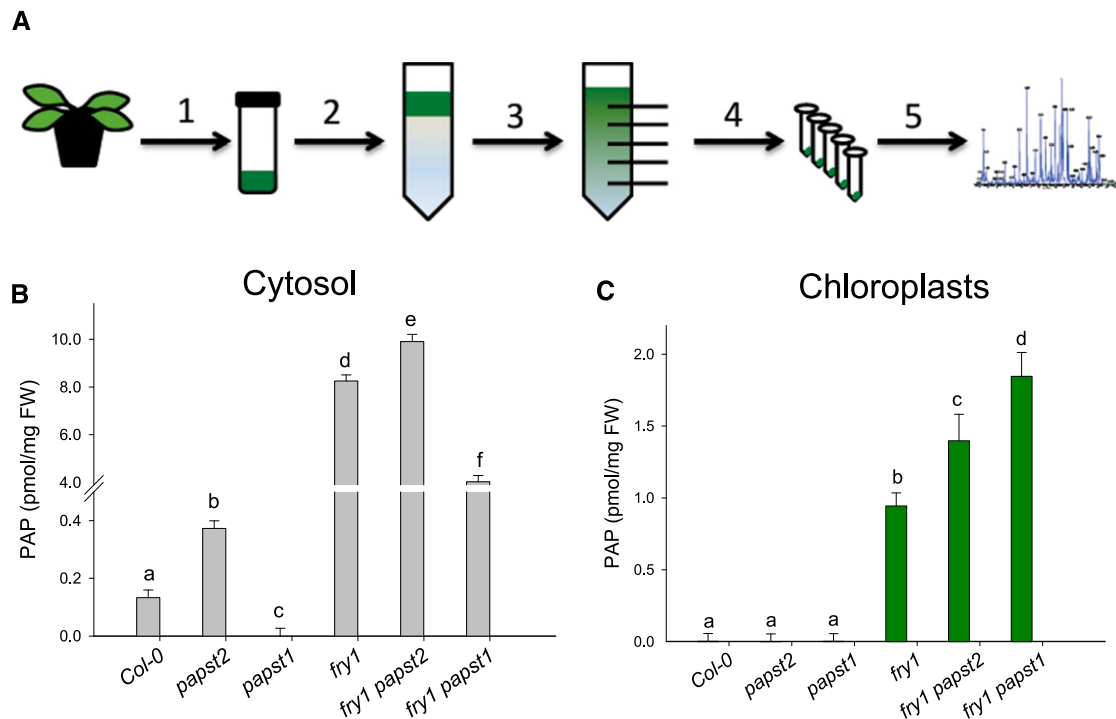 A
1 2 3 4 5
B
Cytosol
PAP (pmol/mg FW)
10.0
8.0
6.0
4.0
0.4
0.2
0.0
a b c d e f
Col-0 papst2 papst1 fry1 fry1 papst2 fry1 papst1
C
Chloroplasts
PAP (pmol/mg FW)
2.0
1.5
1.0
0.5
0.0
a a a b c d
Col-0 papst2 papst1 fry1 fry1 papst2 fry1 papst1